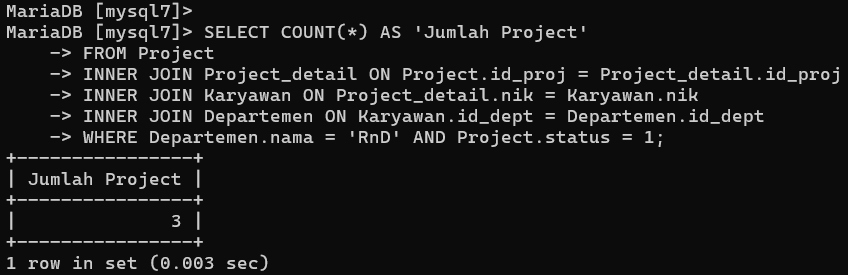 MariaDB [mysql7]>
MariaDB [mysql7]> SELECT COUNT(*) AS 'Jumlah Project'
    -> FROM Project
    -> INNER JOIN Project_detail ON Project.id_proj = Project_detail.id_proj
    -> INNER JOIN Karyawan ON Project_detail.nik = Karyawan.nik
    -> INNER JOIN Departemen ON Karyawan.id_dept = Departemen.id_dept
    -> WHERE Departemen.nama = 'RnD' AND Project.status = 1;
+----------------+
| Jumlah Project |
+----------------+
|              3 |
+----------------+
1 row in set (0.003 sec)